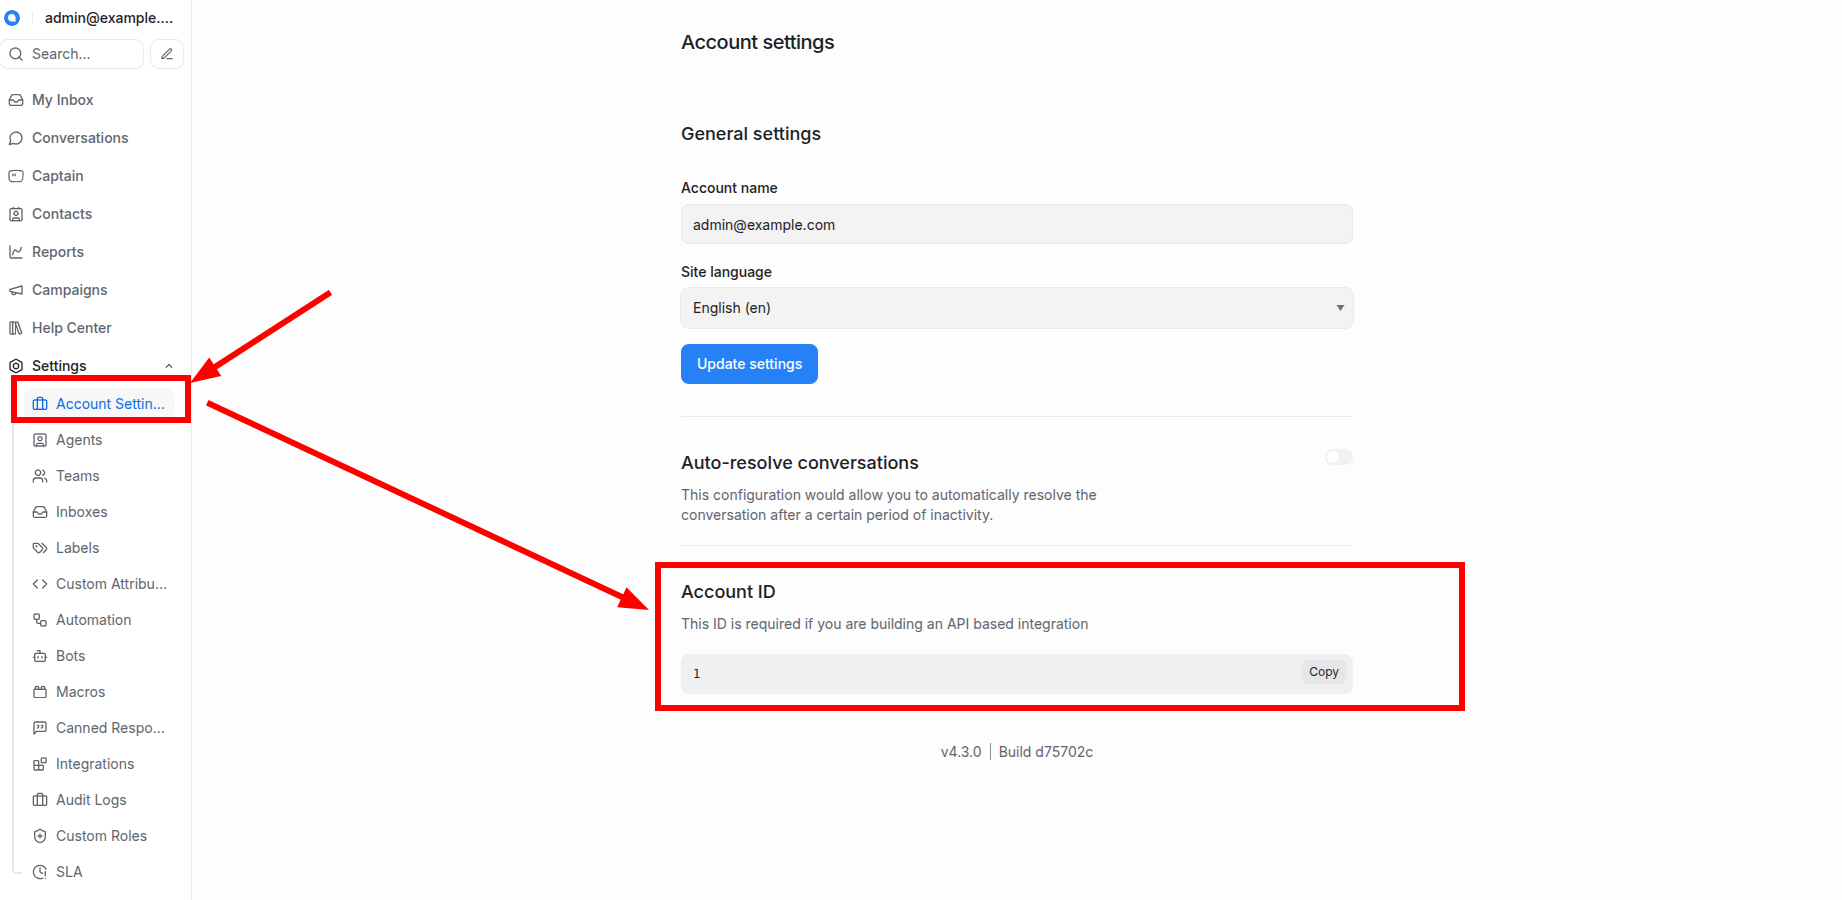 admin@example....
Search...
My Inbox
Conversations
Captain
Contacts
Reports
Campaigns
Help Center
Settings
Account Settin...
Agents
Teams
Inboxes
Labels
Custom Attribu...
Automation
Bots
Macros
Canned Respo...
Integrations
Audit Logs
Custom Roles
SLA
Account settings
General settings
Account name
admin@example.com
Site language
English (en)
Update settings
Auto-resolve conversations
This configuration would allow you to automatically resolve the
conversation after a certain period of inactivity.
Account ID
This ID is required if you are building an API based integration
1
Copy
v4.3.0 | Build d75702c